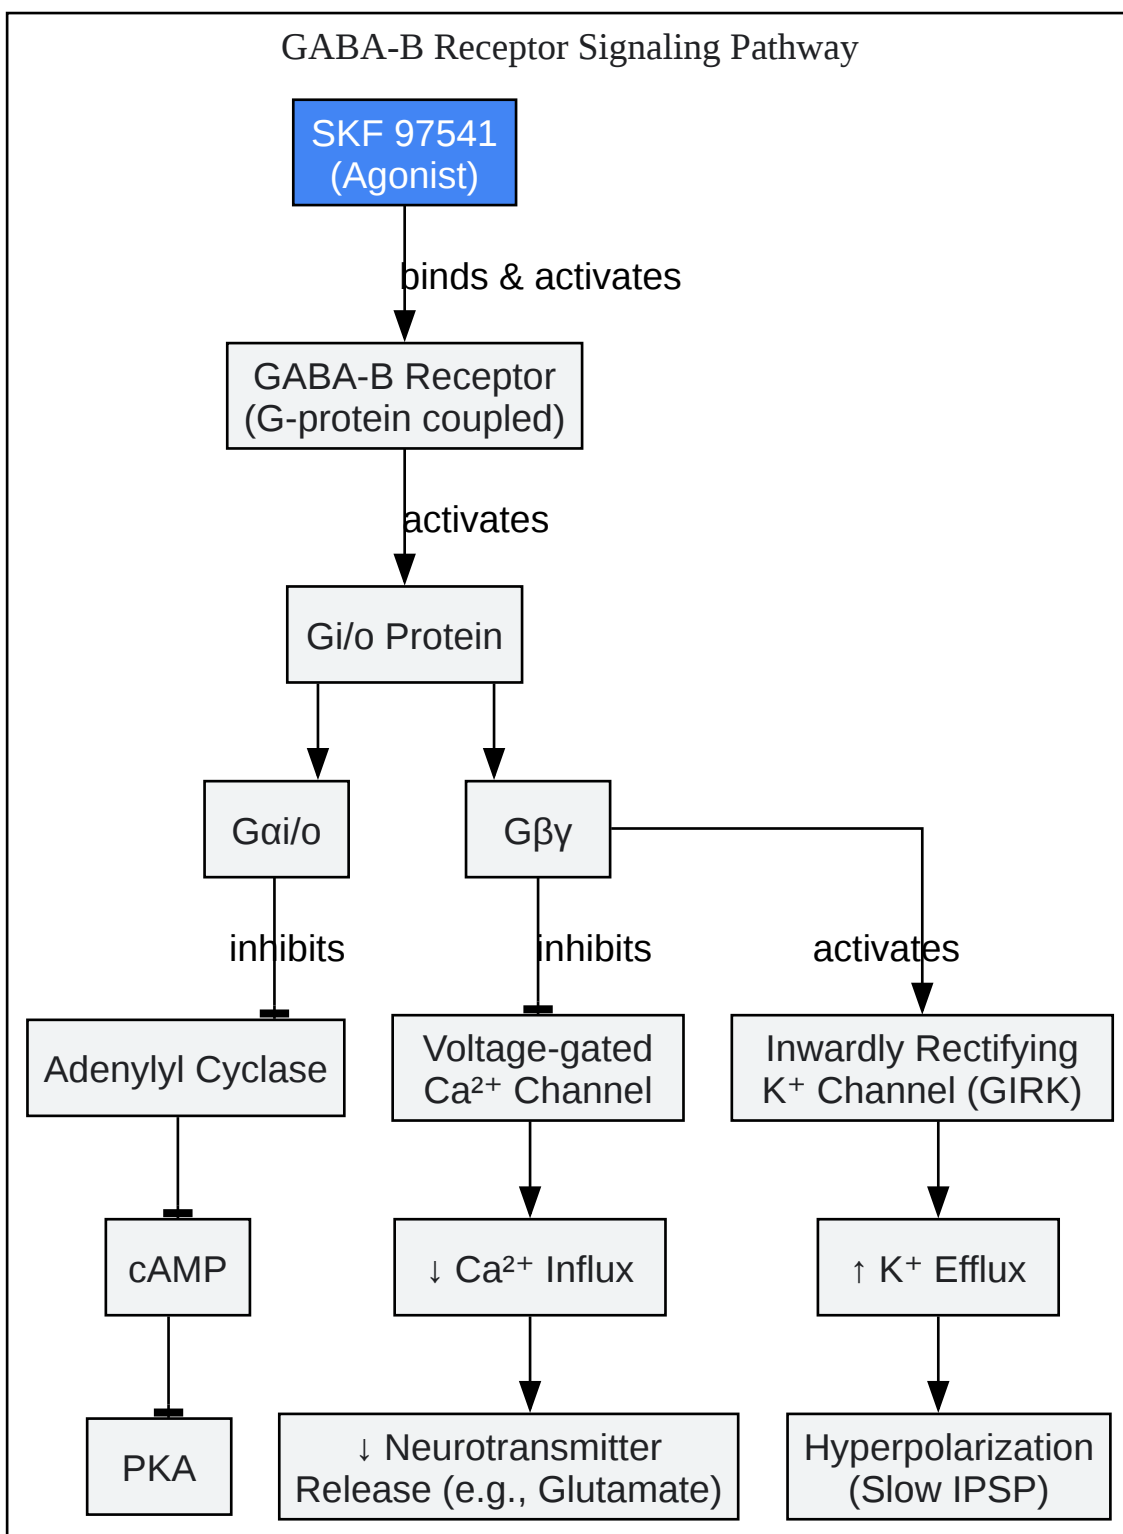 GABA-B Receptor Signaling Pathway
SKF 97541
(Agonist)
binds & activates
GABA-B Receptor
(G-protein coupled)
activates
Gi/o Protein
Gαi/o
Gβγ
inhibits
inhibits
activates
Adenylyl Cyclase
Voltage-gated
Ca²⁺ Channel
Inwardly Rectifying
K⁺ Channel (GIRK)
cAMP
↓ Ca²⁺ Influx
↑ K⁺ Efflux
PKA
↓ Neurotransmitter
Release (e.g., Glutamate)
Hyperpolarization
(Slow IPSP)